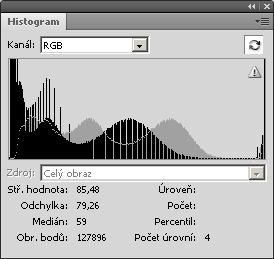 Histogram
Kanál: RGB
Zdroj: Celý obraz
Stř. hodnota: 85,48 Úroveň:
Odchylka: 79,26 Počet:
Medián: 59 Percentil:
Obr. bodů: 127896 Počet úrovní: 4